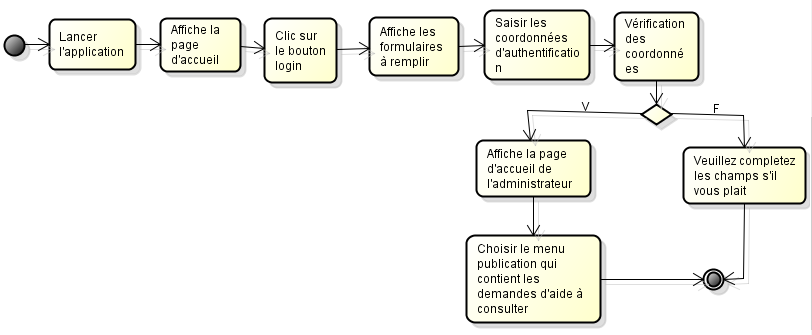 Lancer
l'application
Affiche la
page
d'accueil
Clic sur
le bouton
login
Affiche les
formulaires
à remplir
Saisir les
coordonnées
d'authentificatio
n
Vérification
des
coordonné
es
V
F
Affiche la page
d'accueil de
l'administrateur
Veuillez completez
les champs s'il
vous plait
Choisir le menu
publication qui
contient les
demandes d'aide à
consulter